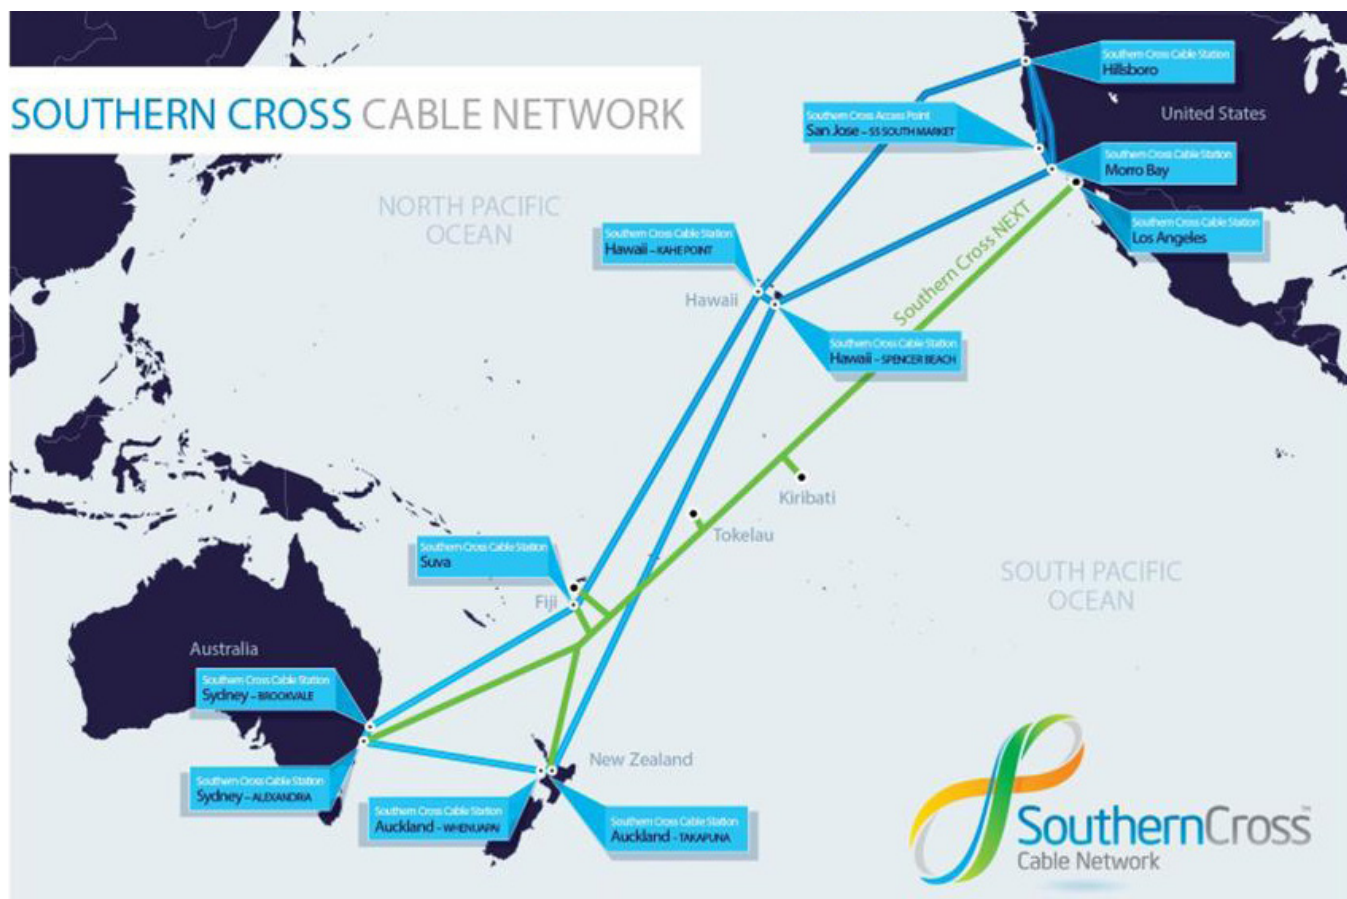 SOUTHERN CROSS CABLE NETWORK
Southern Cross Cable Station
Hillsboro
United States
Southern Cross Access Point
San Jose – 55 SOUTH MARKET
Southern Cross Cable Station
Morro Bay
NORTH PACIFIC
OCEAN
Southern Cross Cable Station
Los Angeles
Southern Cross NEXT
Southern Cross Cable Station
Hawaii – KAHE POINT
Hawaii
Southern Cross Cable Station
Hawaii – SPENCER BEACH
Kiribati
Tokelau
Southern Cross Cable Station
Suva
Fiji
SOUTH PACIFIC
OCEAN
Australia
Southern Cross Cable Station
Sydney – BROOKVALE
Southern Cross Cable Station
Sydney – ALEXANDRIA
New Zealand
Southern Cross Cable Station
Auckland - WHENUAPAI
Southern Cross Cable Station
Auckland - TAKAPUNA
SouthernCross™
Cable Network